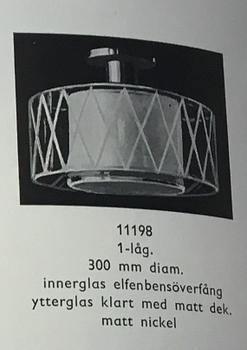 11198
1-låg.
300 mm diam.
innerglas elfenbensöverfång
ytterglas klart med matt dek.
matt nickel